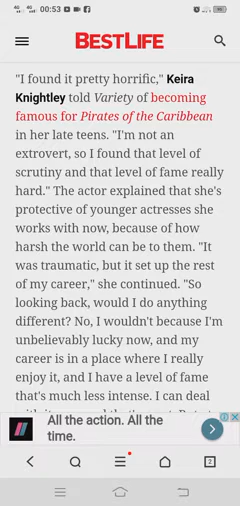 00:53
BESTLIFE
"I found it pretty horrific," Keira
Knightley told Variety of becoming
famous for Pirates of the Caribbean
in her late teens. "I'm not an
extrovert, so I found that level of
scrutiny and that level of fame really
hard." The actor explained that she's
protective of younger actresses she
works with now, because of how
harsh the world can be to them. "It
was traumatic, but it set up the rest
of my career," she continued. "So
looking back, would I do anything
different? No, I wouldn't because I'm
unbelievably lucky now, and my
career is in a place where I really
enjoy it, and I have a level of fame
that's much less intense. I can deal
All the action. All the
time.
2